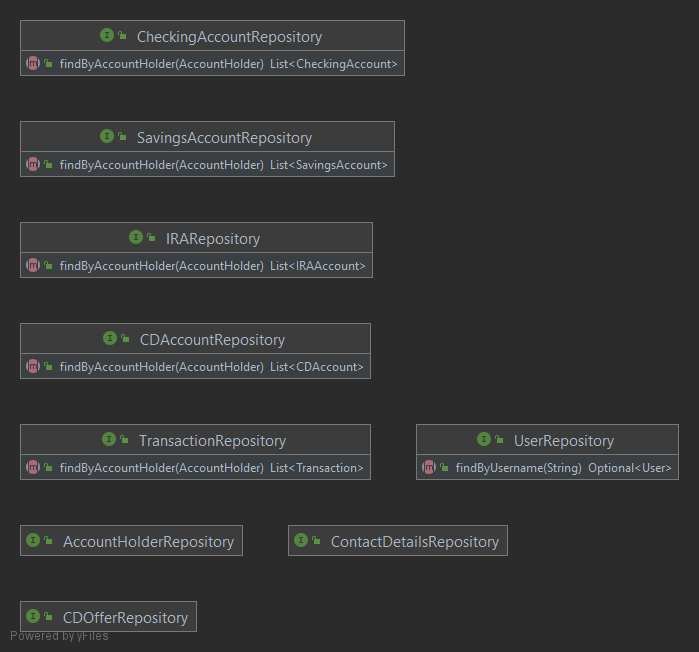 CheckingAccountRepository
findByAccountHolder(AccountHolder) List<CheckingAccount>
SavingsAccountRepository
findByAccountHolder(AccountHolder) List<SavingsAccount>
IRARepository
findByAccountHolder(AccountHolder) List<IRAAccount>
CDAccountRepository
findByAccountHolder(AccountHolder) List<CDAccount>
TransactionRepository
findByAccountHolder(AccountHolder) List<Transaction>
UserRepository
findByUsername(String) Optional<User>
AccountHolderRepository
ContactDetailsRepository
CDOfferRepository
Powered by yFiles